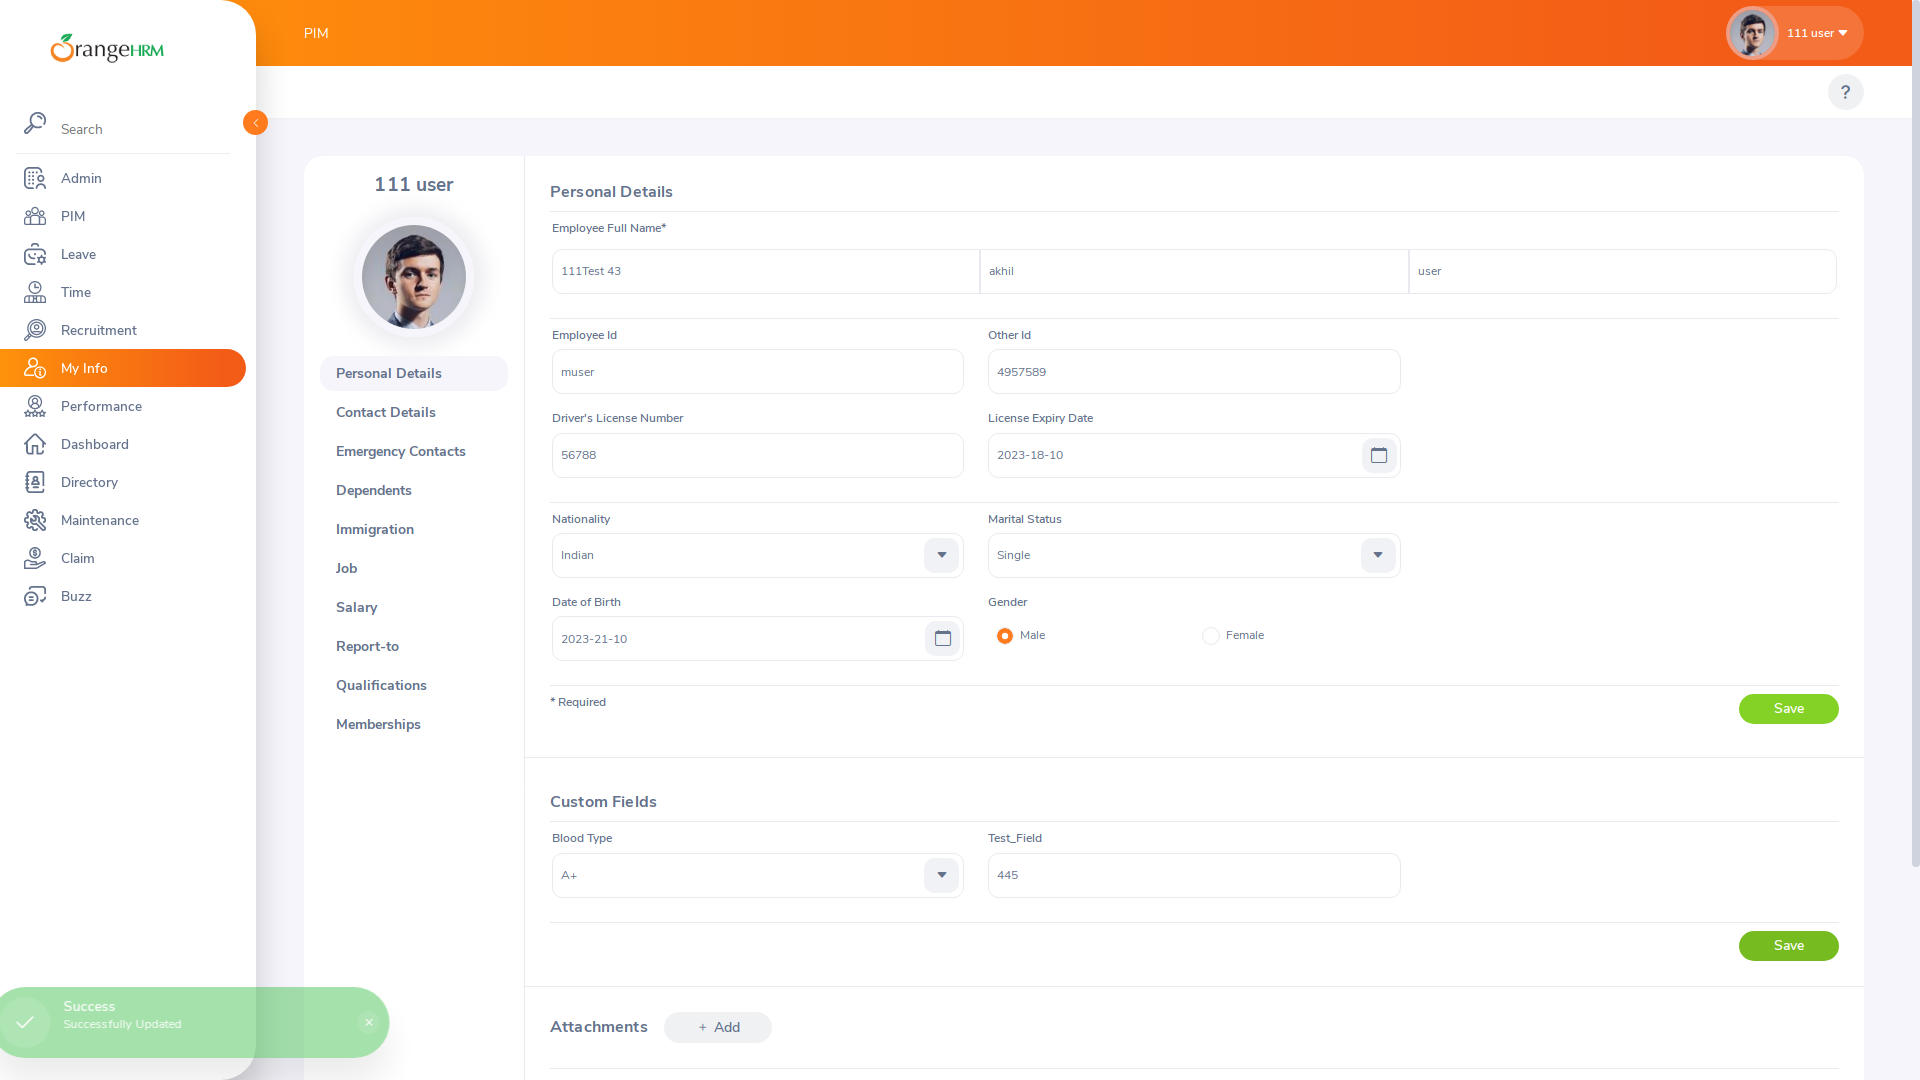 PIM
111 user
OrangeHRM
?
Search
Admin
PIM
Leave
Time
Recruitment
My Info
Performance
Dashboard
Directory
Maintenance
Claim
Buzz
111 user
Personal Details
Contact Details
Emergency Contacts
Dependents
Immigration
Job
Salary
Report-to
Qualifications
Memberships
Personal Details
Employee Full Name*
111Test 43 akhil user
Employee Id Other Id
muser 4957589
Driver's License Number License Expiry Date
56788 2023-18-10
Nationality Marital Status
Indian Single
Date of Birth Gender
2023-21-10 Male Female
* Required Save
Custom Fields
Blood Type Test_Field
A+ 445
Save
Attachments + Add
Success
Successfully Updated
×